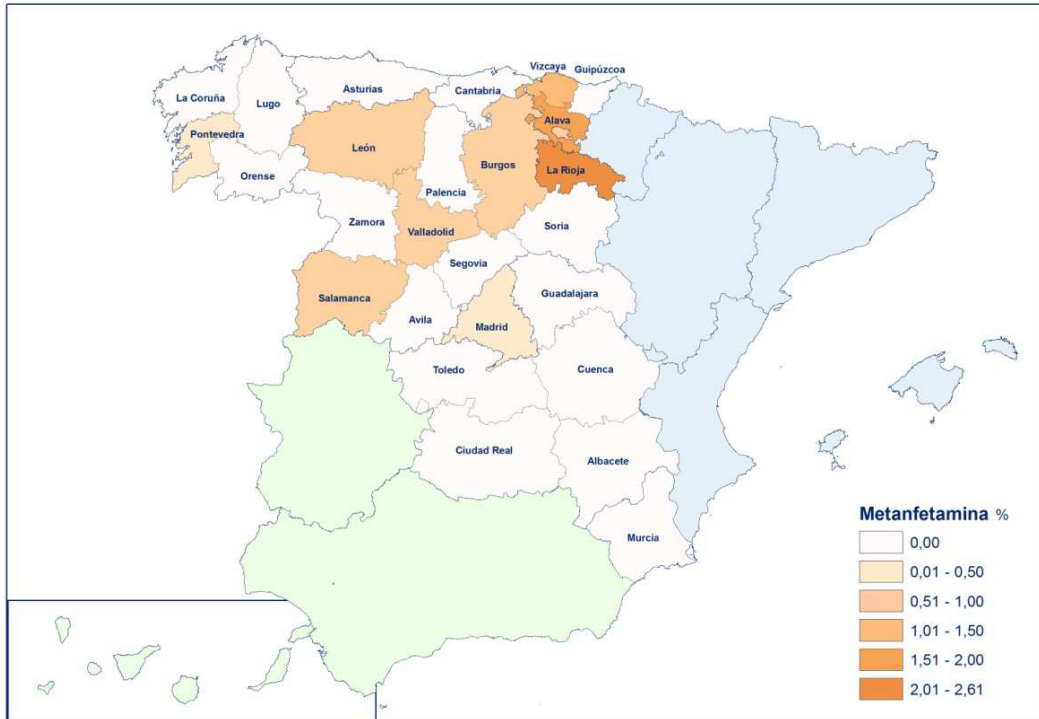 Vizcaya
Guipúzcoa
La Coruña
Lugo
Asturias
Cantabria
Alava
Pontevedra
León
Burgos
La Rioja
Orense
Palencia
Zamora
Valladolid
Soria
Segovia
Salamanca
Guadalajara
Avila
Madrid
Toledo
Cuenca
Ciudad Real
Albacete
Murcia
Metanfetamina %
0,00
0,01 - 0,50
0,51 - 1,00
1,01 - 1,50
1,51 - 2,00
2,01 - 2,61